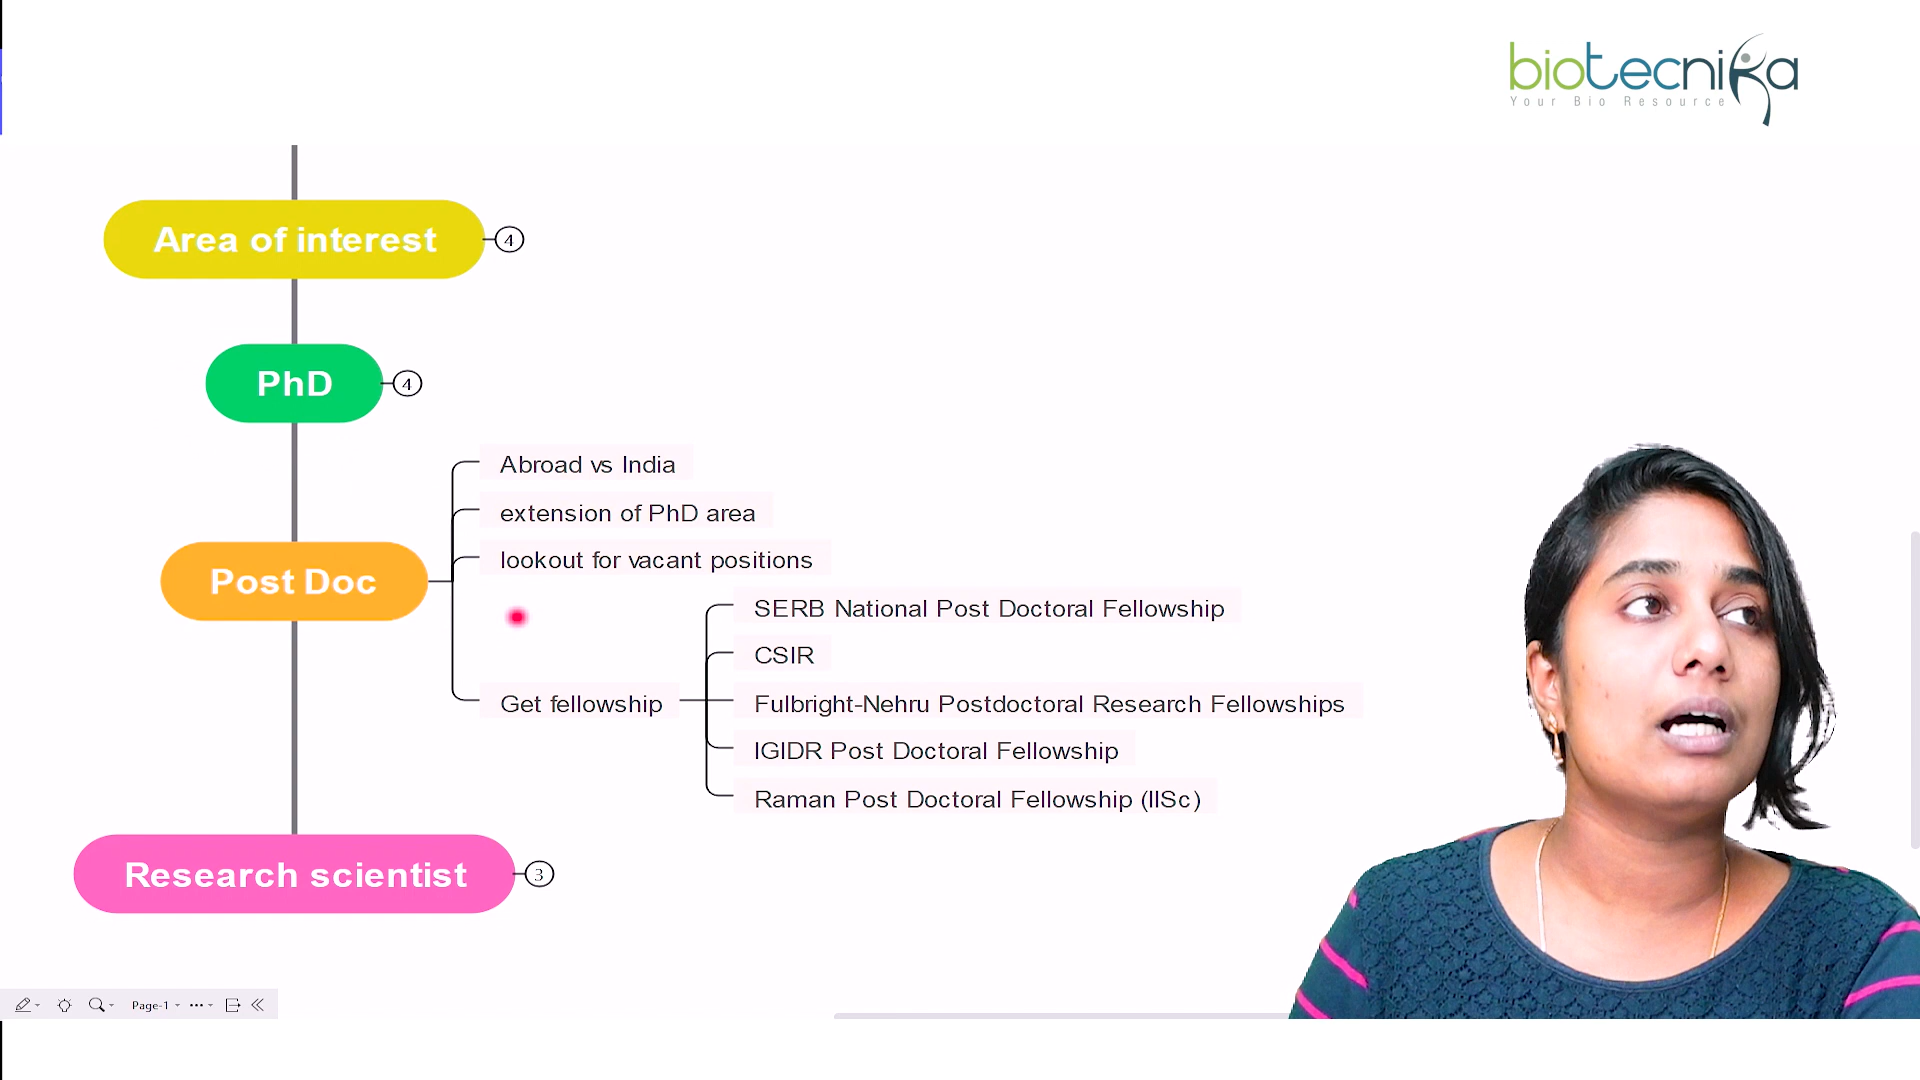 biotecnika
Your Bio Resource
Area of interest
4
PhD
4
Post Doc
Abroad vs India
extension of PhD area
lookout for vacant positions
Get fellowship
SERB National Post Doctoral Fellowship
CSIR
Fulbright-Nehru Postdoctoral Research Fellowships
IGIDR Post Doctoral Fellowship
Raman Post Doctoral Fellowship (IISc)
Research scientist
3
Page-1